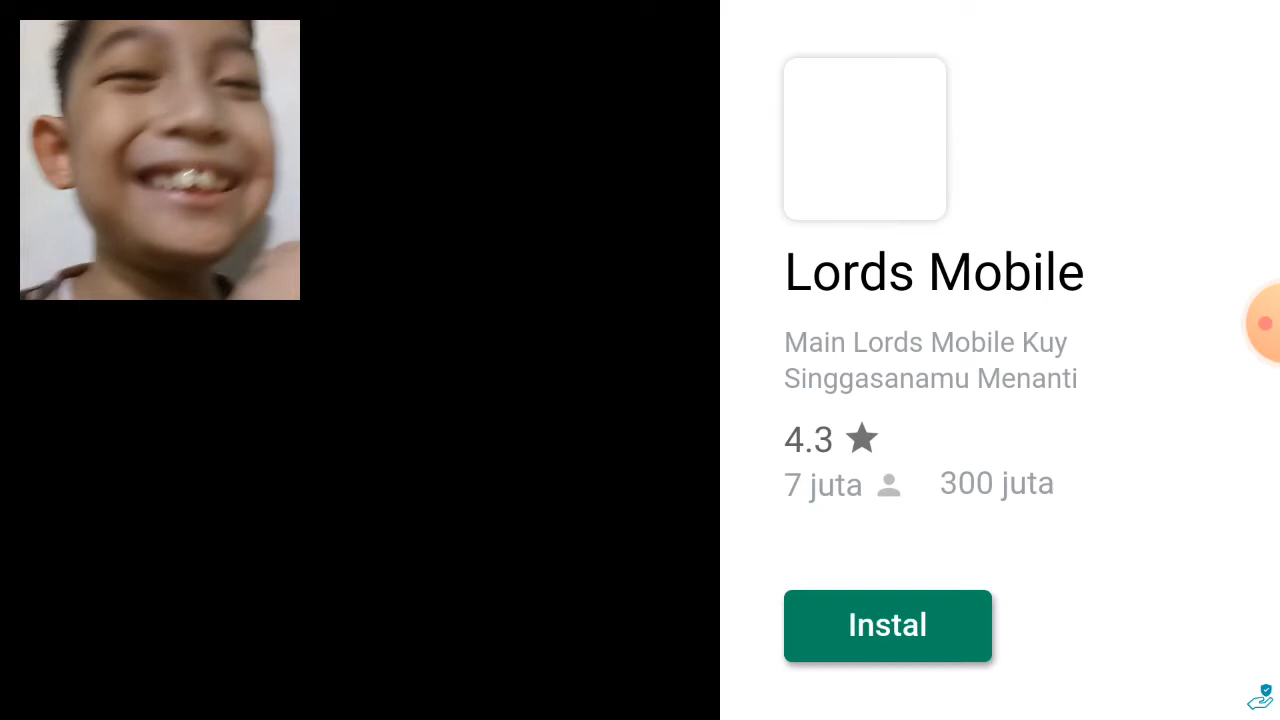 Lords Mobile
Main Lords Mobile Kuy
Singgasanamu Menanti
4.3
7 juta 300 juta
Instal